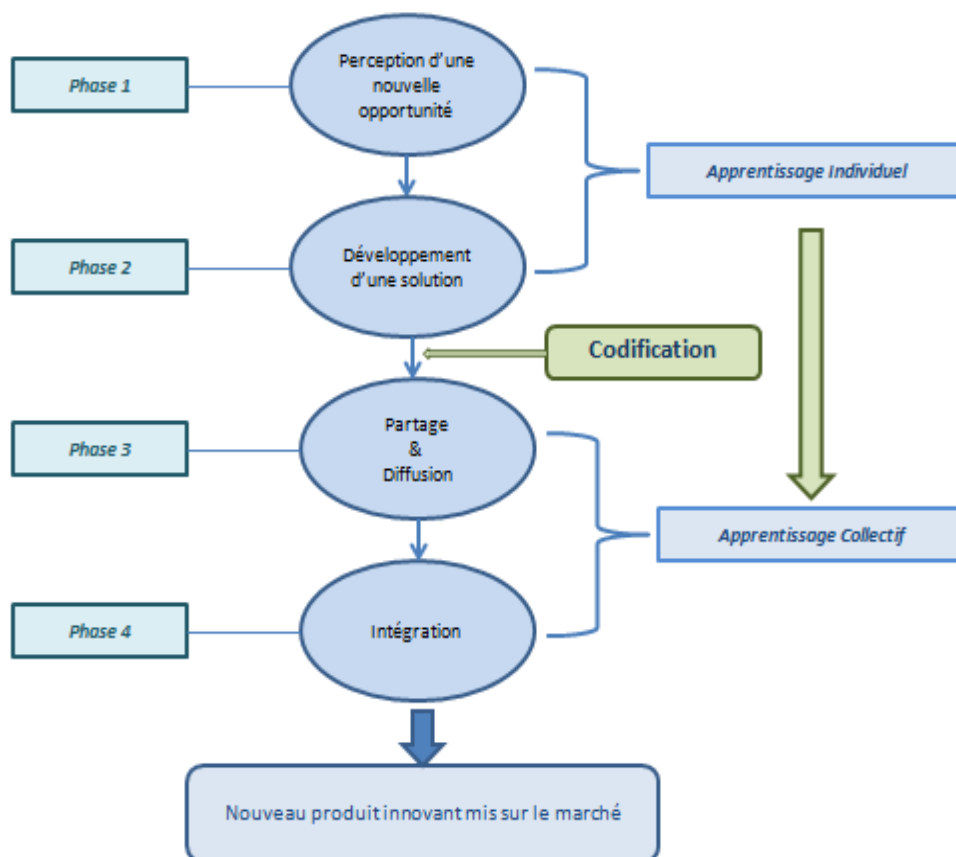 Phase 1
Perception d'une
nouvelle
opportunité
Apprentissage Individuel
Phase 2
Développement
d'une solution
Codification
Phase 3
Partage
&
Diffusion
Apprentissage Collectif
Phase 4
Intégration
Nouveau produit innovant mis sur le marché